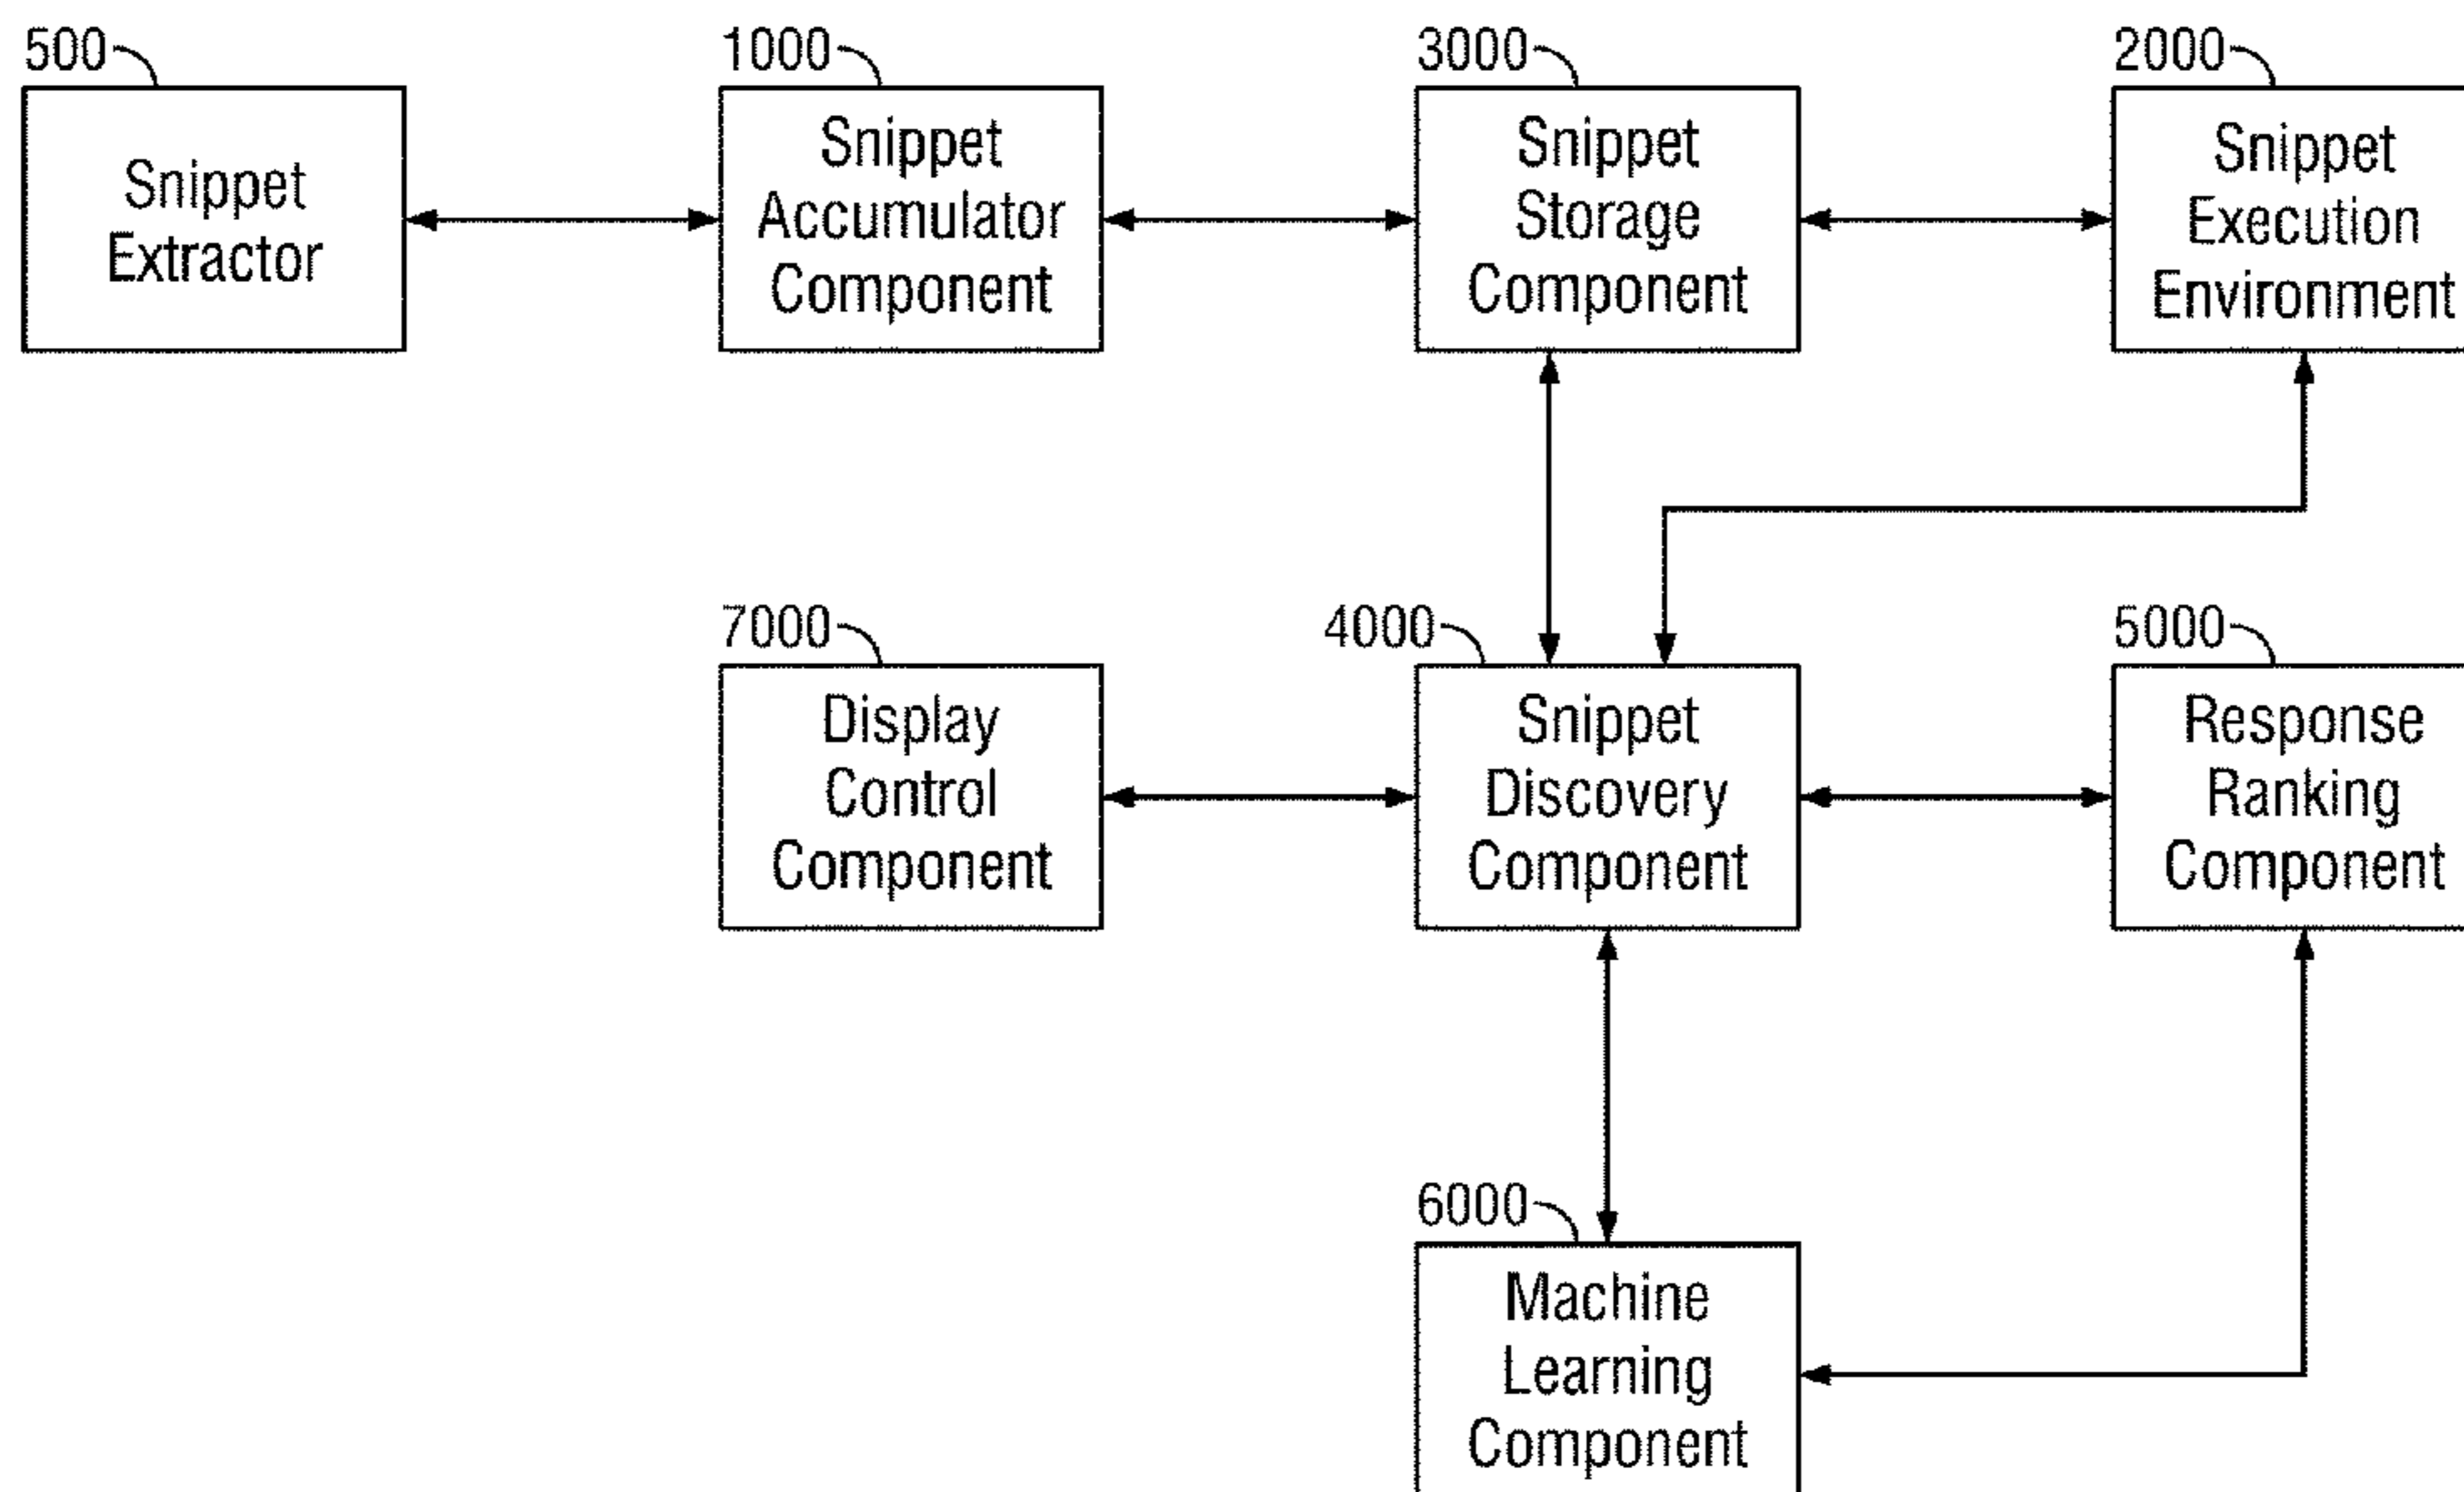 500
1000
3000
2000
Snippet
Extractor
Snippet
Accumulator
Component
Snippet
Storage
Component
Snippet
Execution
Environment
7000
4000
5000
Display
Control
Component
Snippet
Discovery
Component
Response
Ranking
Component
6000
Machine
Learning
Component